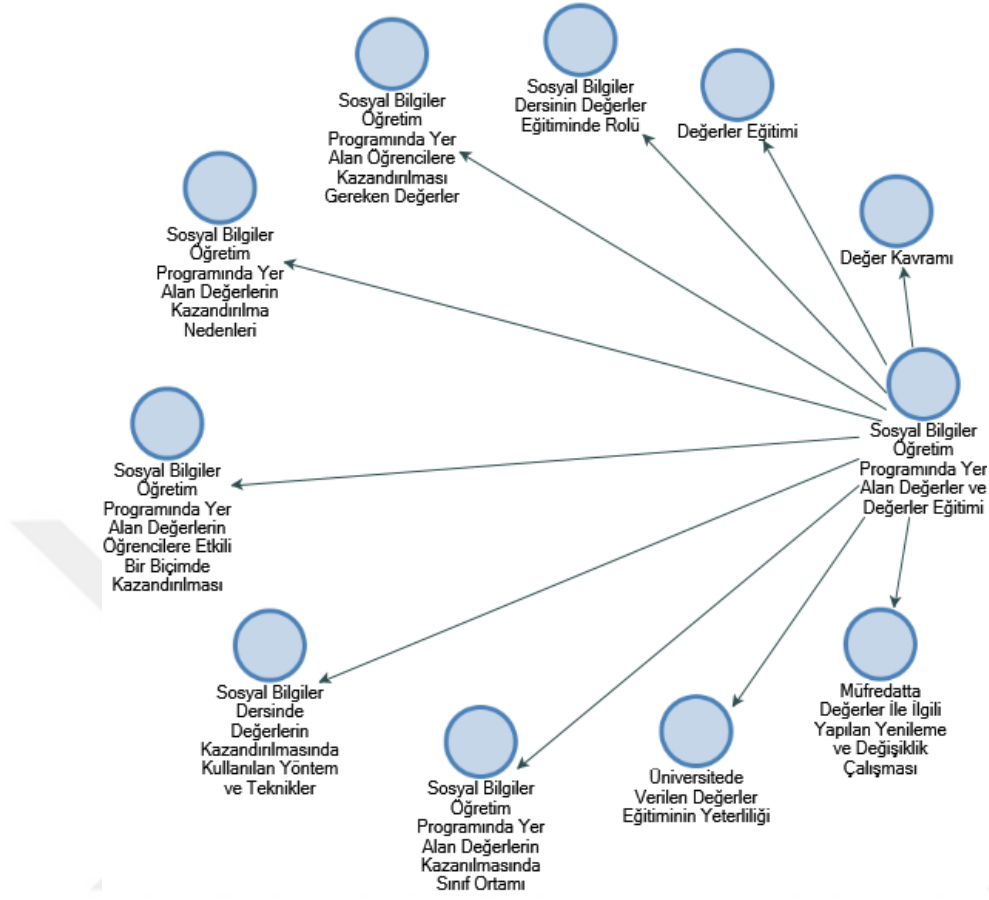 Sosyal Bilgiler
Öğretim
Programında Yer
Alan Öğrencilere
Kazandırılması
Gereken Değerler
Sosyal Bilgiler
Dersinin Değerler
Eğitiminde Rolü
Değerler Eğitimi
Değer Kavramı
Sosyal Bilgiler
Öğretim
Programında Yer
Alan Değerlerin
Kazandırılma
Nedenleri
Sosyal Bilgiler
Öğretim
Programında Yer
Alan Değerler ve
Değerler Eğitimi
Sosyal Bilgiler
Öğretim
Programında Yer
Alan Değerlerin
Öğrencilere Etkili
Bir Biçimde
Kazandırılması
Sosyal Bilgiler
Dersinde
Değerlerin
Kazandırılmasında
Kullanılan Yöntem
ve Teknikler
Sosyal Bilgiler
Öğretim
Programında Yer
Alan Değerlerin
Kazanılmasında
Sınıf Ortamı
Üniversitede
Verilen Değerler
Eğitiminin Yeterliliği
Müfredatta
Değerler İle İlgili
Yapılan Yenileme
ve Değişiklik
Çalışması